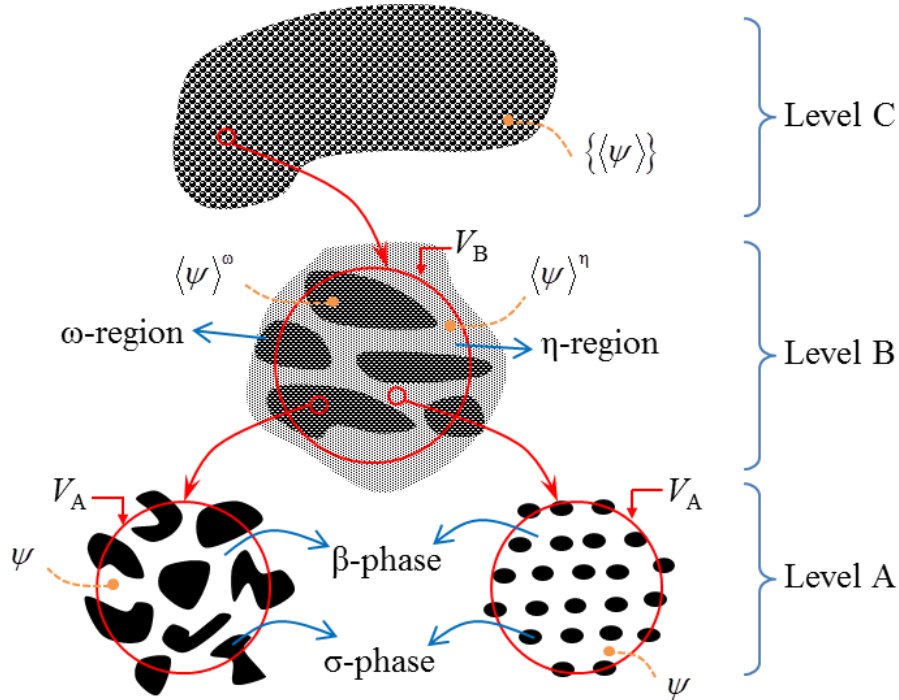 Level C
{⟨ψ⟩}
V_B
⟨ψ⟩^ω
⟨ψ⟩^η
ω-region
η-region
Level B
V_A
V_A
ψ
β-phase
Level A
σ-phase
ψ